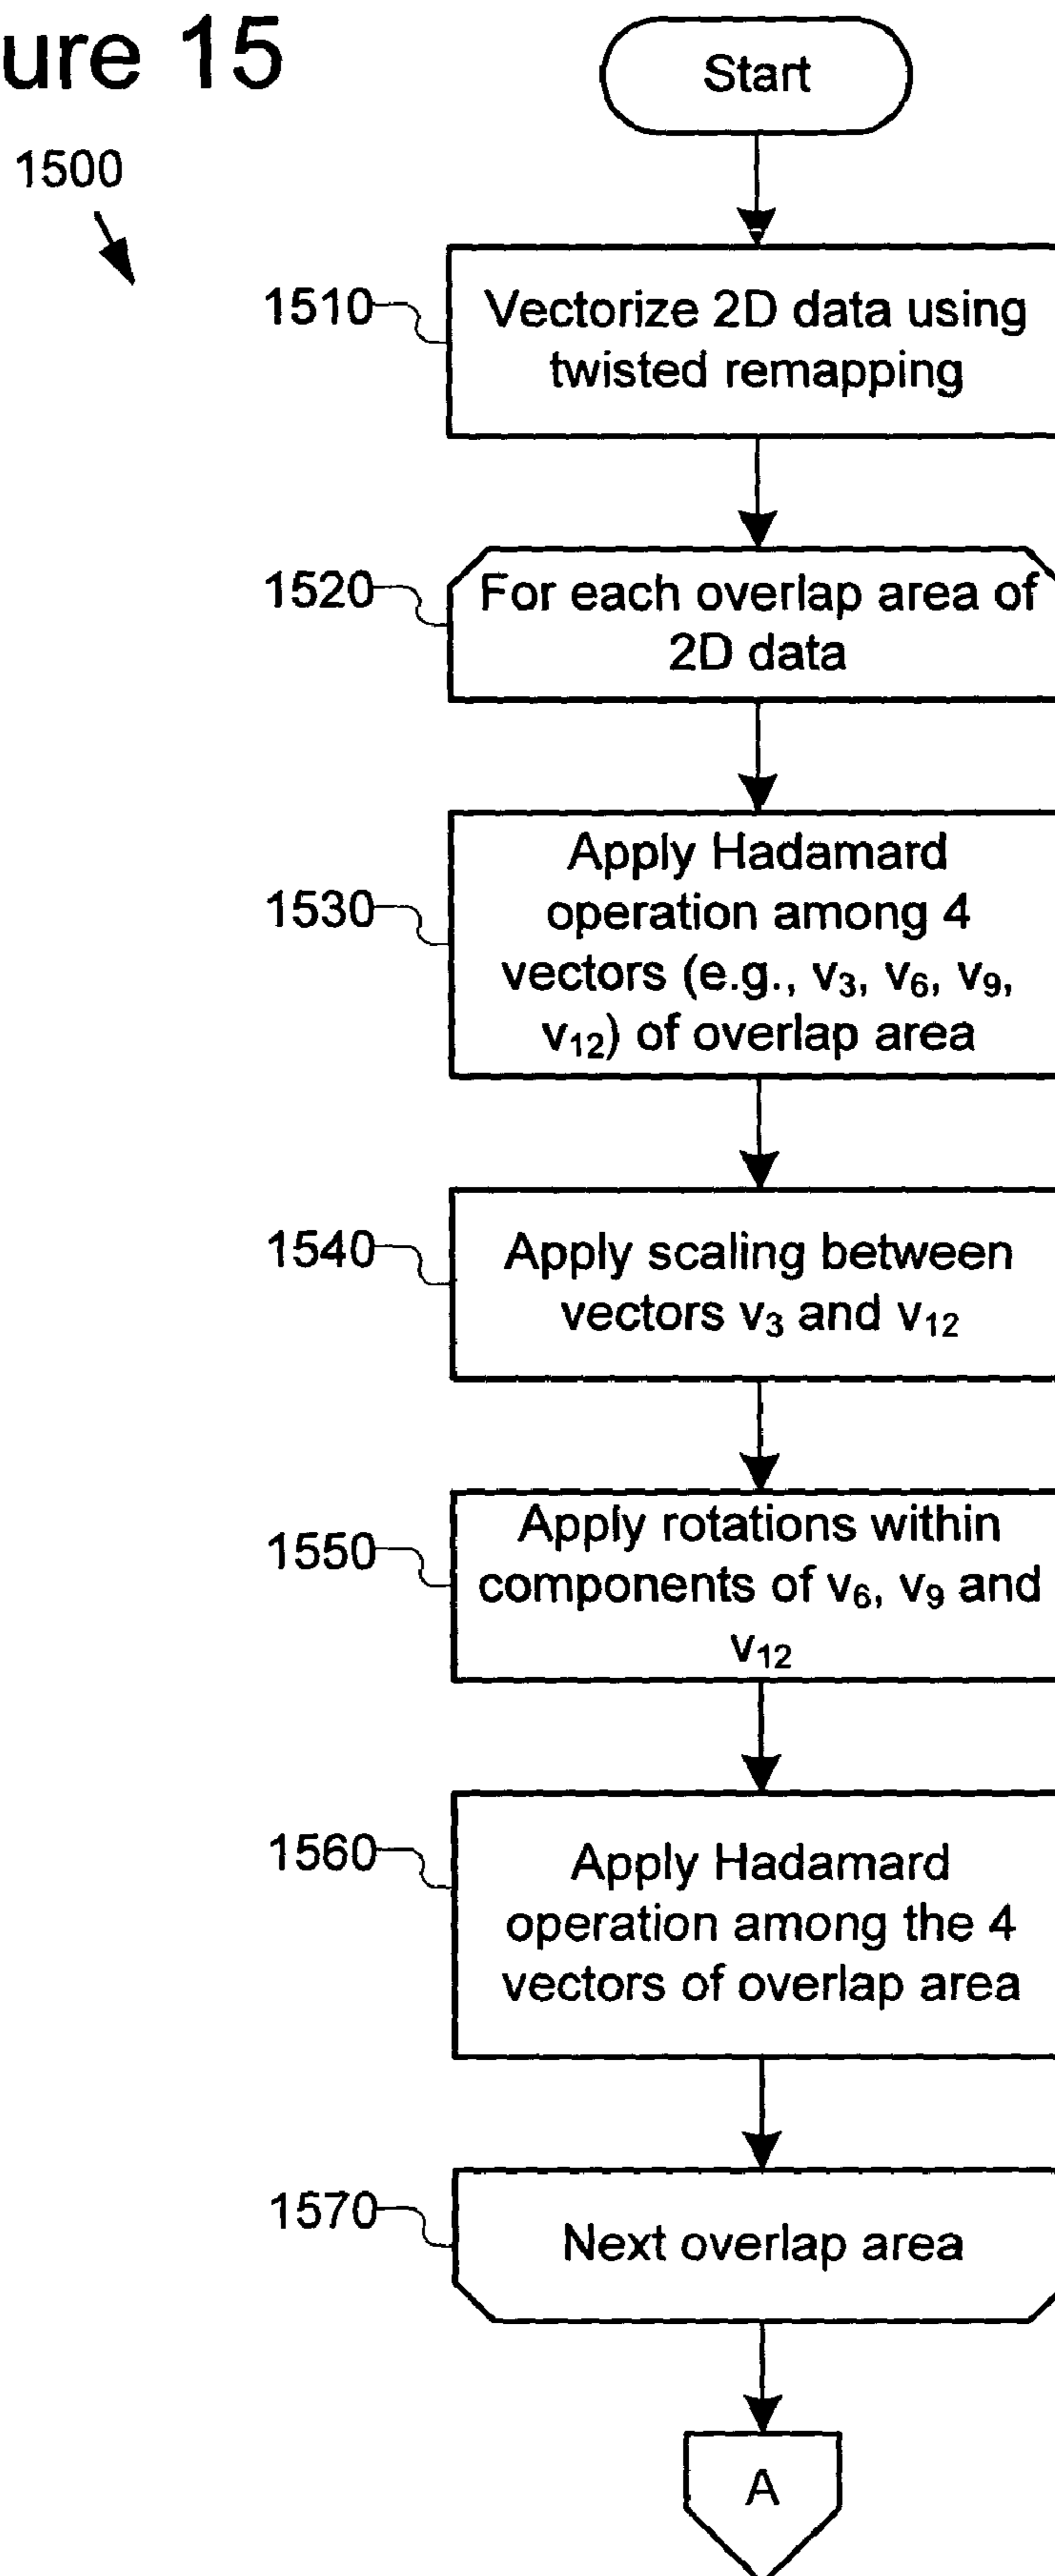 ure 15
Start
1500
1510
Vectorize 2D data using
twisted remapping
1520
For each overlap area of
2D data
1530
Apply Hadamard
operation among 4
vectors (e.g., v₃, v₆, v₉,
v₁₂) of overlap area
1540
Apply scaling between
vectors v₃ and v₁₂
1550
Apply rotations within
components of v₆, v₉ and
v₁₂
1560
Apply Hadamard
operation among the 4
vectors of overlap area
1570
Next overlap area
A